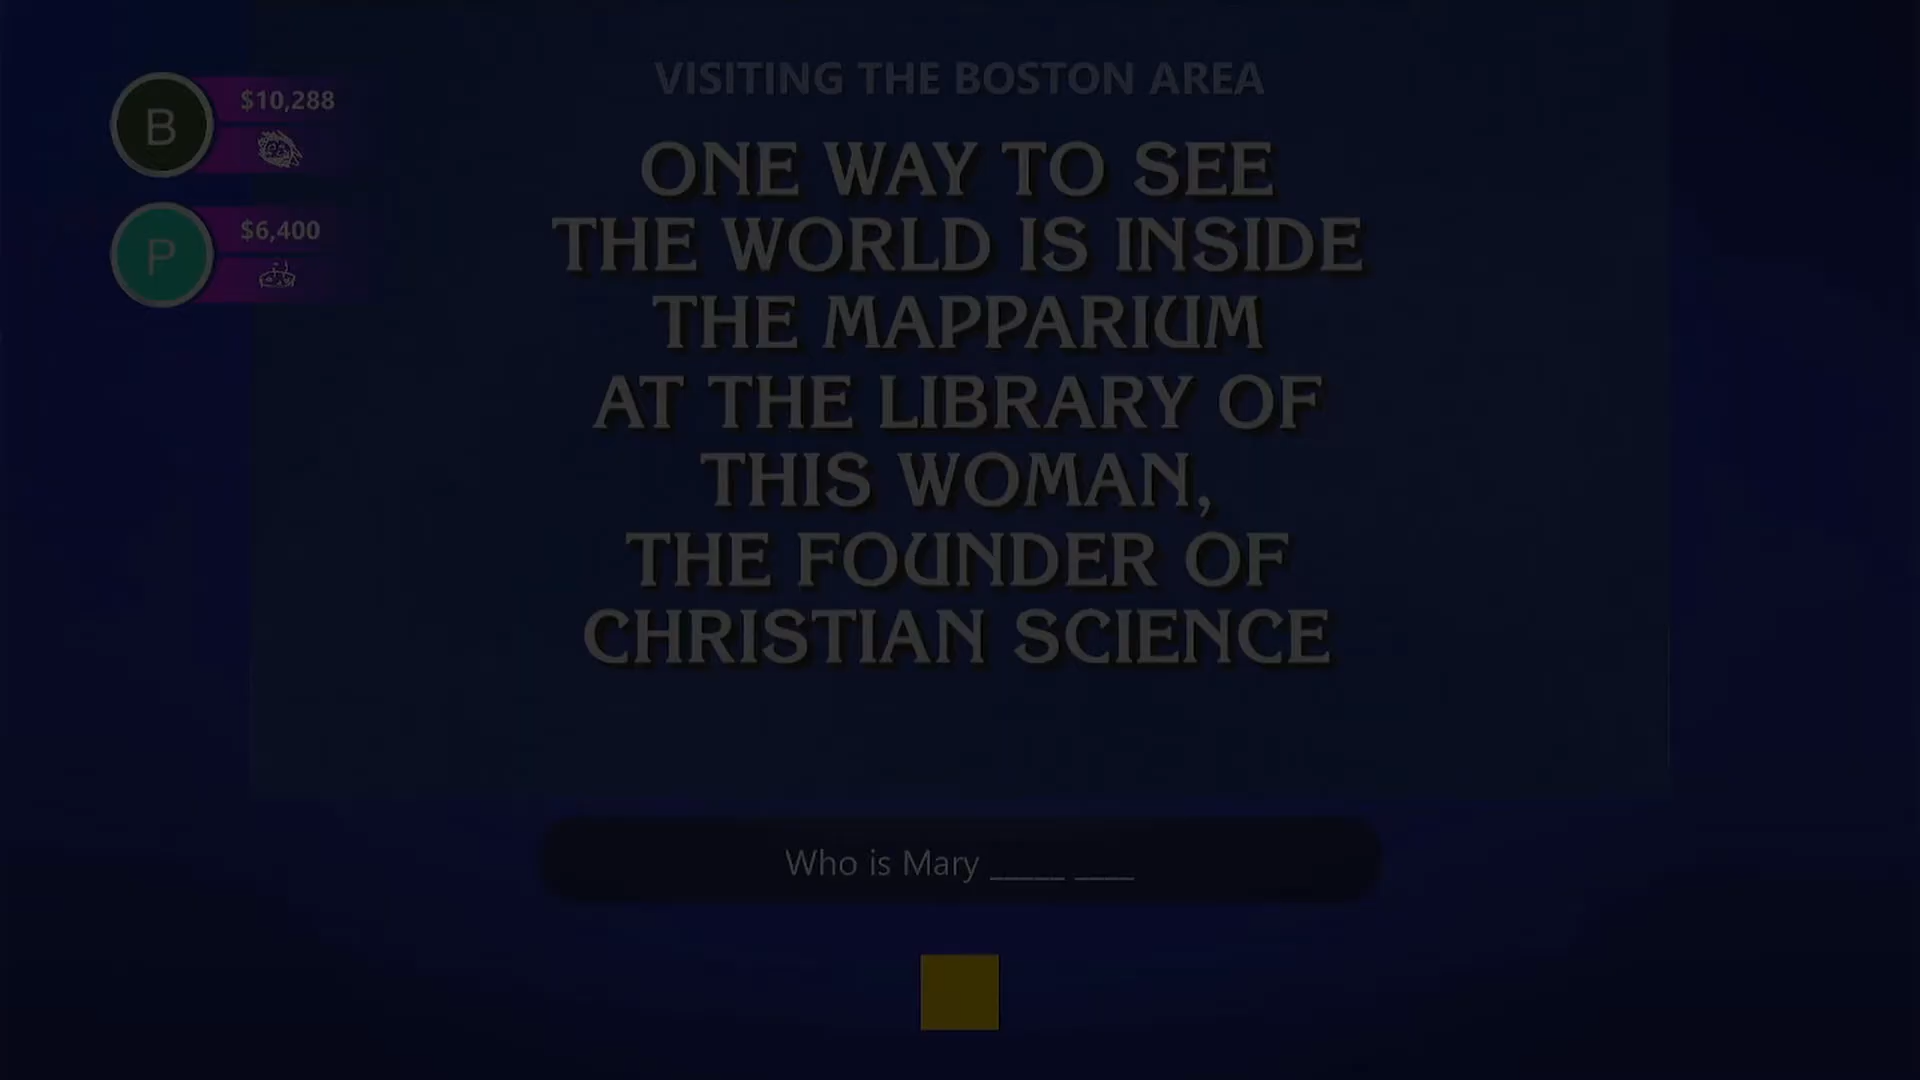 VISITING THE BOSTON AREA
B
$10,288
P
$6,400
ONE WAY TO SEE
THE WORLD IS INSIDE
THE MAPPARIUM
AT THE LIBRARY OF
THIS WOMAN,
THE FOUNDER OF
CHRISTIAN SCIENCE
Who is Mary _____ ____